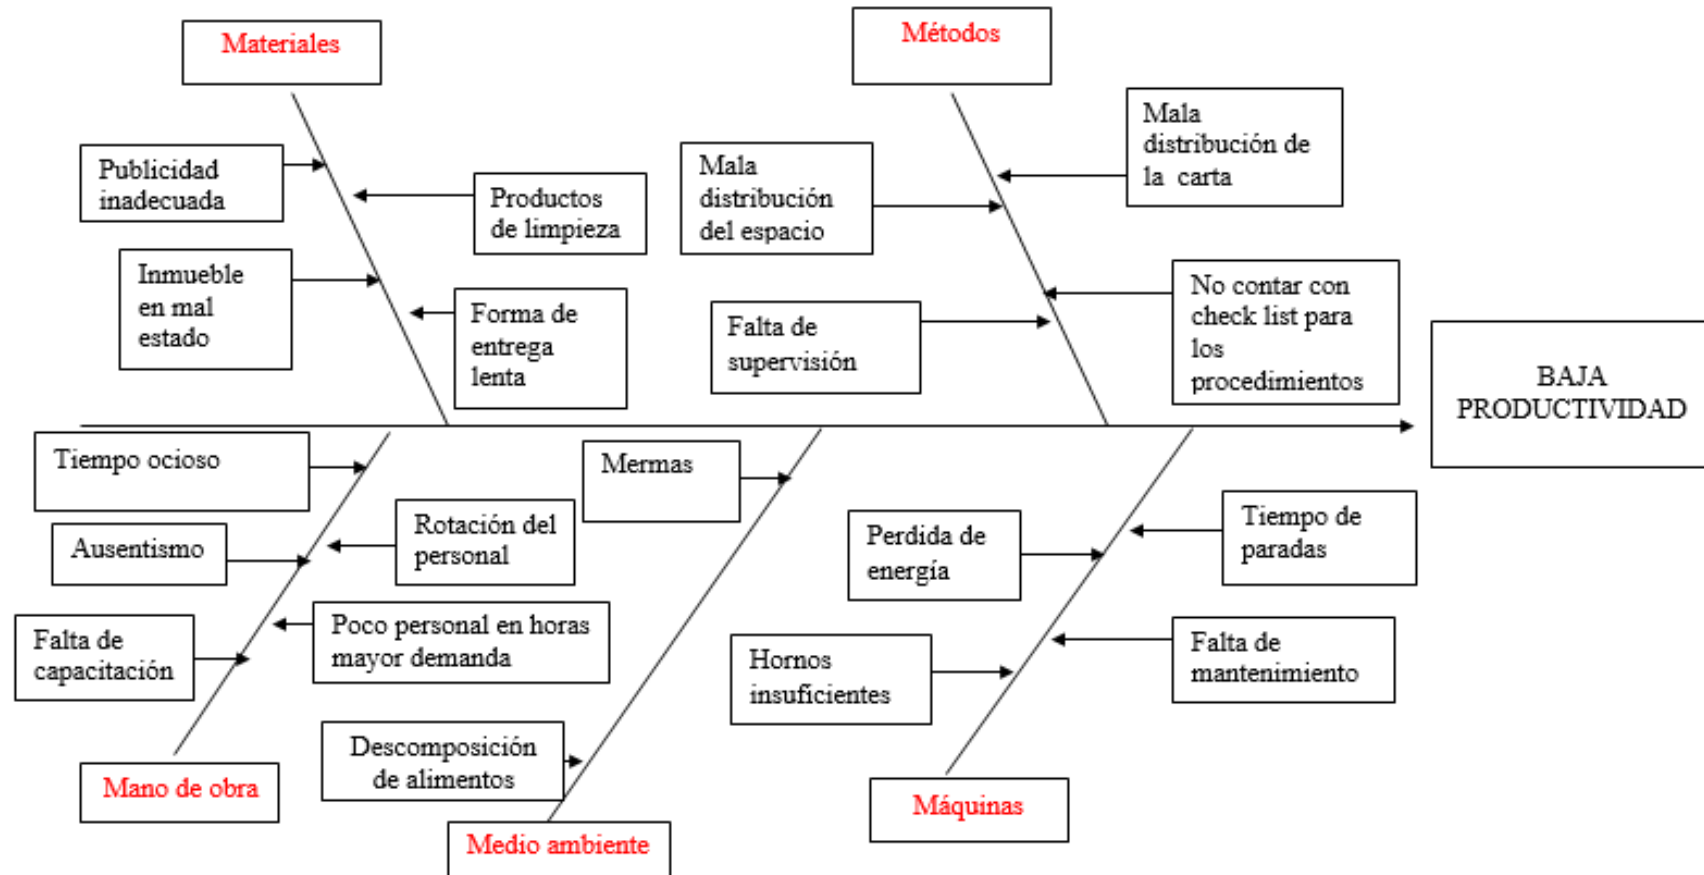 Materiales
Métodos
Publicidad
inadecuada
Productos
de limpieza
Inmueble
en mal
estado
Forma de
entrega
lenta
Mala
distribución
del espacio
Mala
distribución de
la carta
Falta de
supervisión
No contar con
check list para
los
procedimientos
BAJA
PRODUCTIVIDAD
Tiempo ocioso
Ausentismo
Rotación del
personal
Falta de
capacitación
Poco personal en horas
mayor demanda
Mano de obra
Mermas
Descomposición
de alimentos
Medio ambiente
Perdida de
energía
Tiempo de
paradas
Hornos
insuficientes
Falta de
mantenimiento
Máquinas